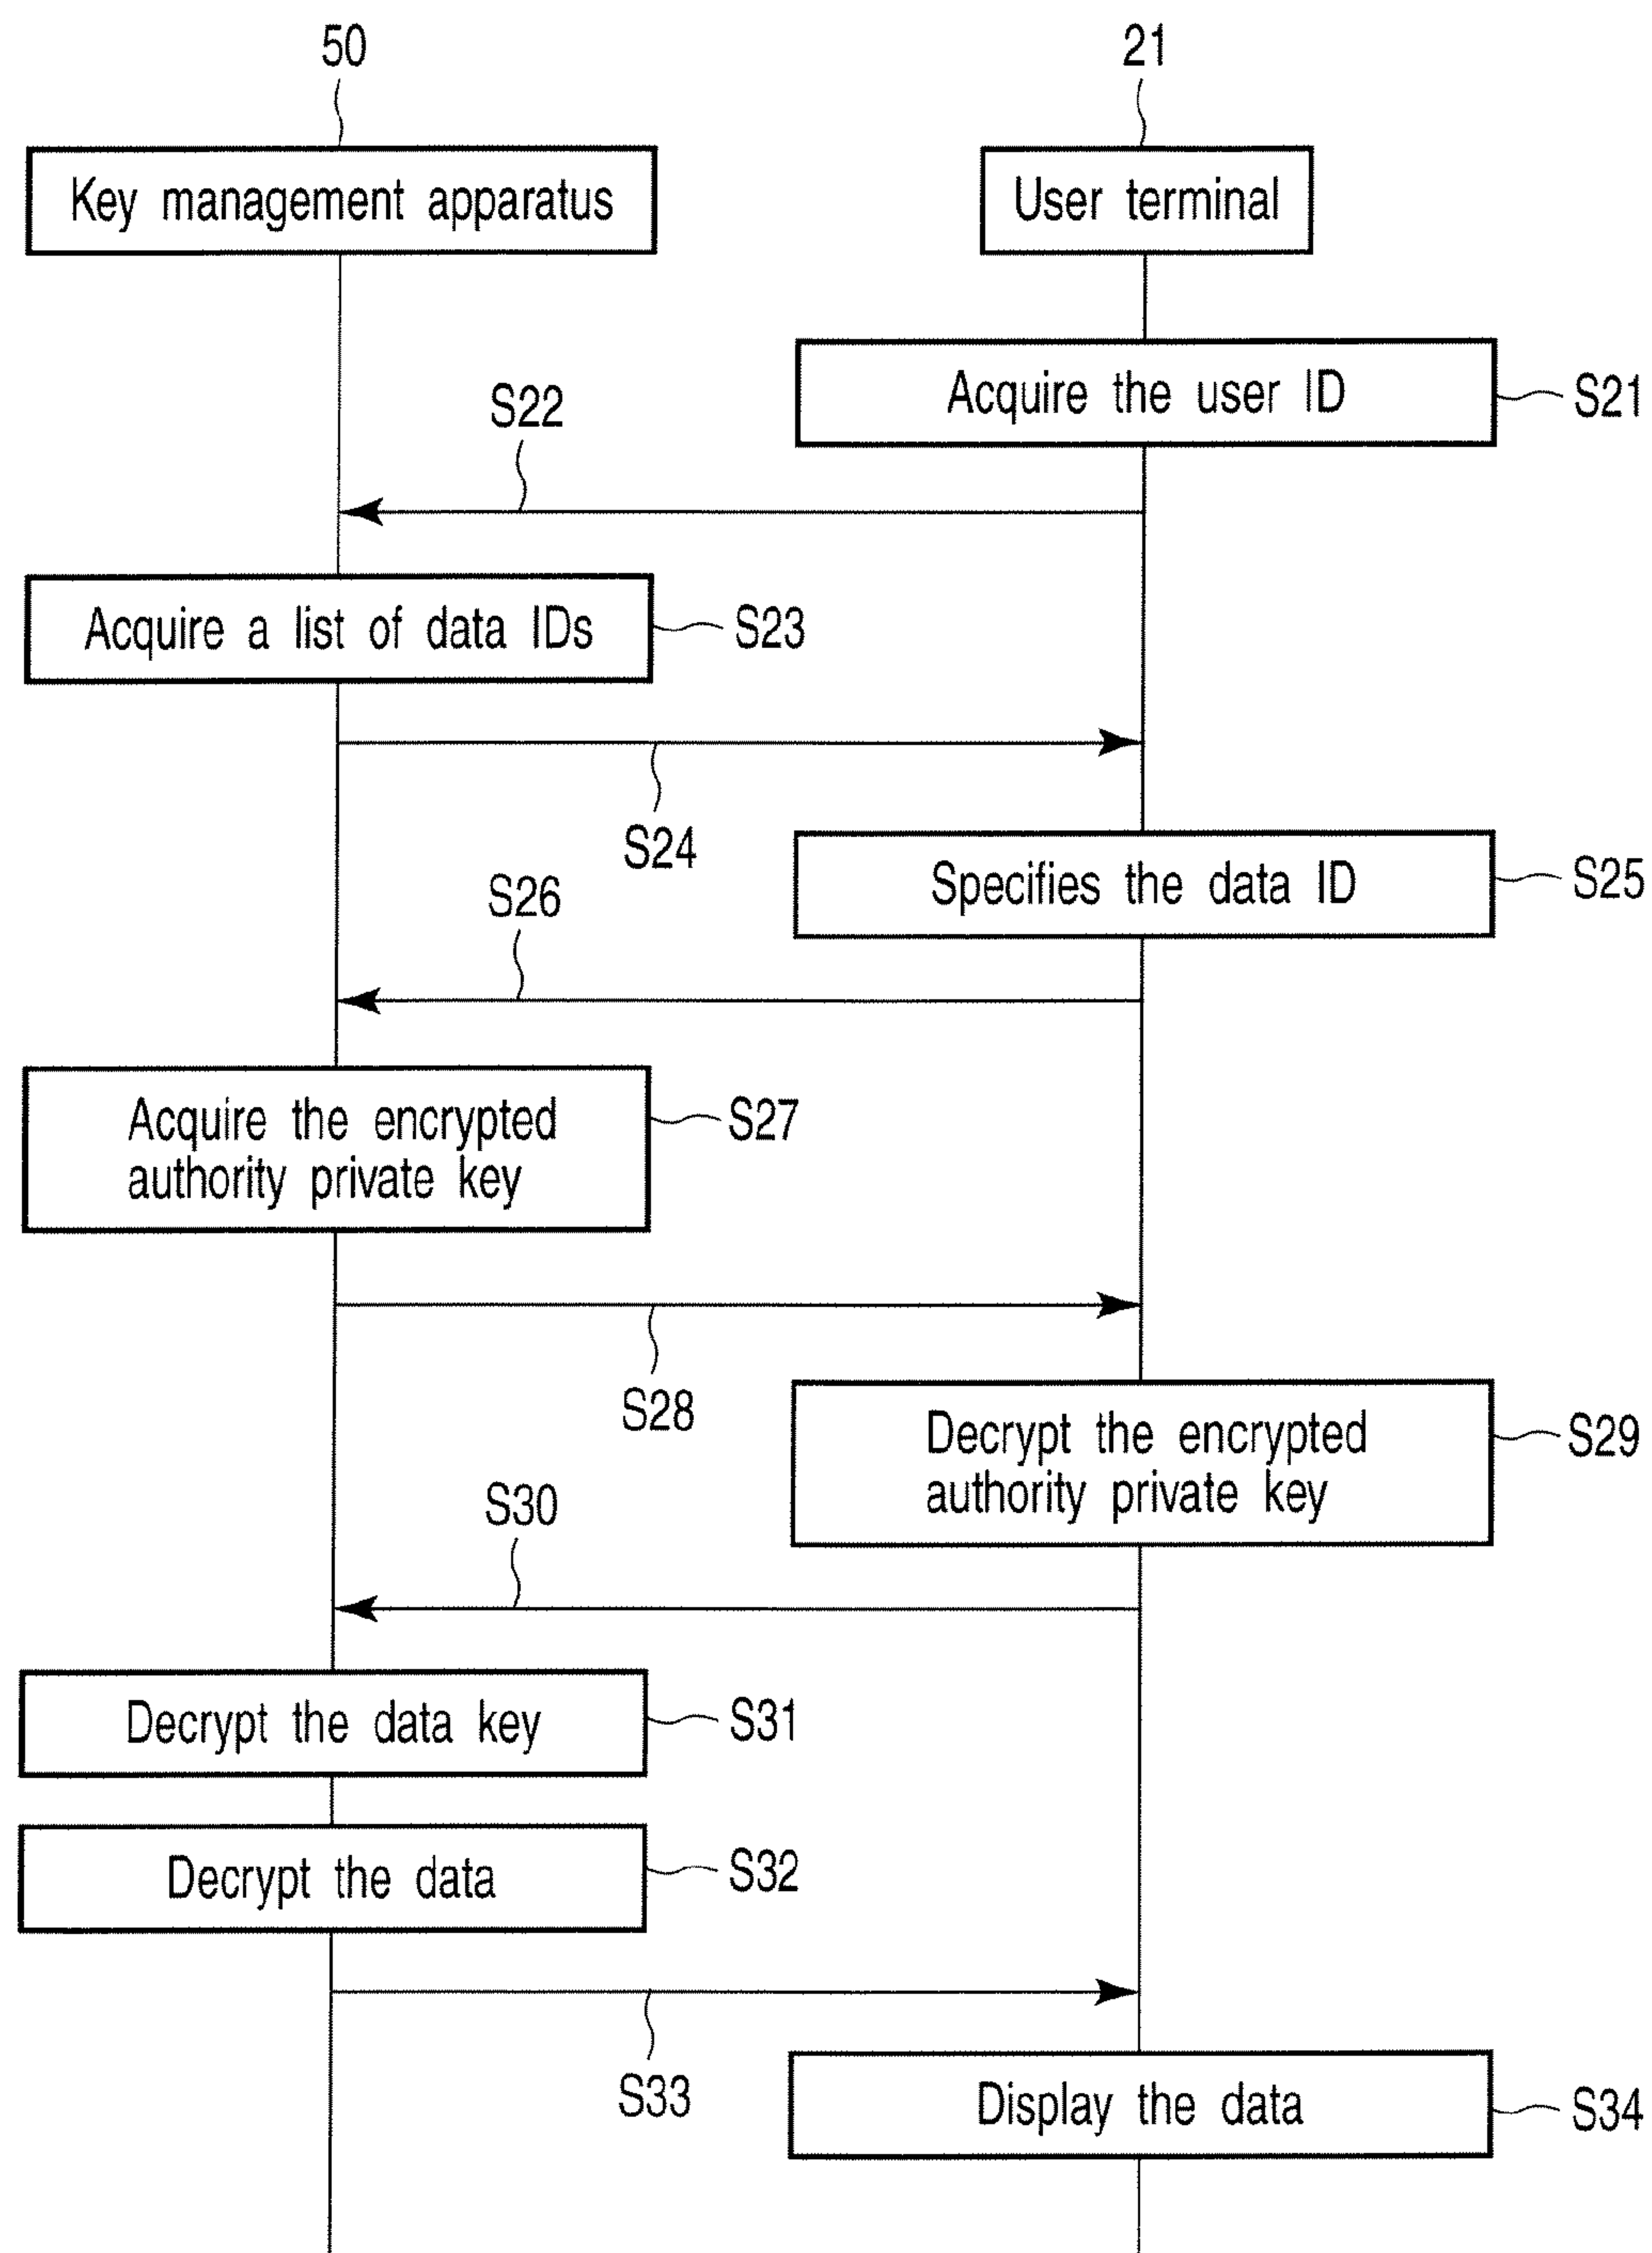 50
21
Key management apparatus
User terminal
Acquire the user ID
S21
S22
Acquire a list of data IDs
S23
S24
Specifies the data ID
S25
S26
Acquire the encrypted
authority private key
S27
S28
Decrypt the encrypted
authority private key
S29
S30
Decrypt the data key
S31
Decrypt the data
S32
S33
Display the data
S34